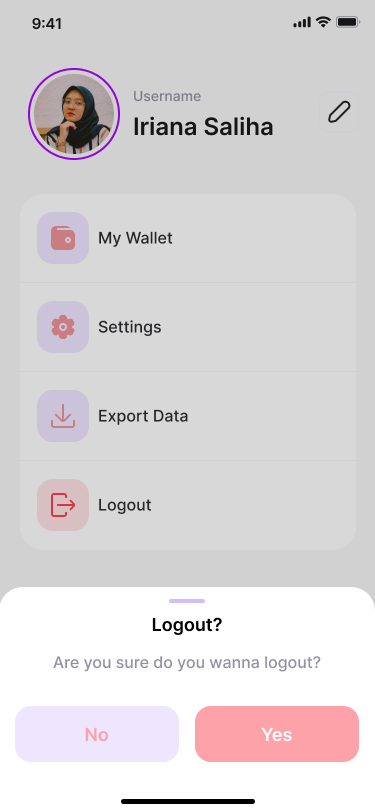 9:41
Username
Iriana Saliha
My Wallet
Settings
Export Data
Logout
Logout?
Are you sure do you wanna logout?
No
Yes